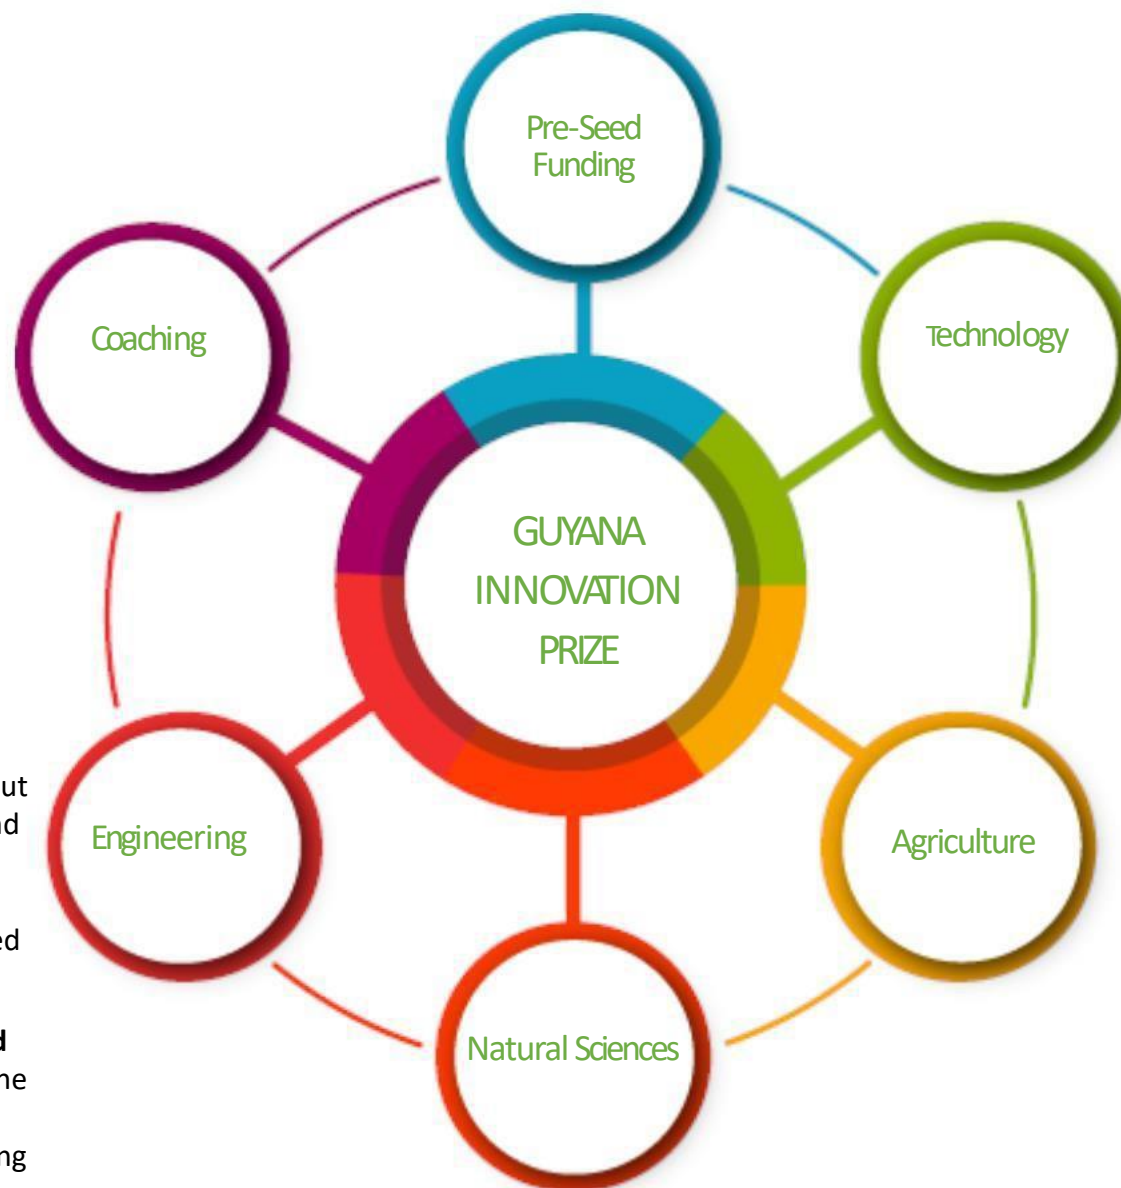 Pre-Seed
Funding
Coaching
Technology
GUYANA
INNOVATION
PRIZE
Engineering
Agriculture
Natural Sciences